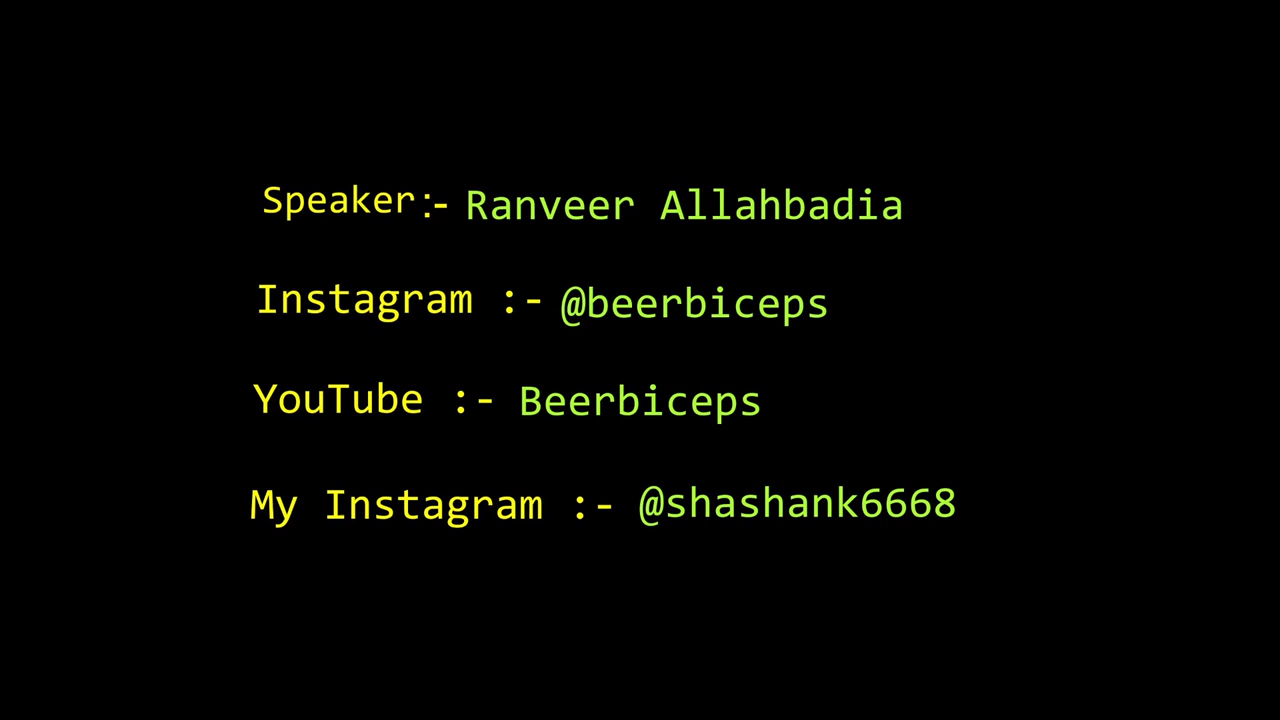 Speaker:- Ranveer Allahbadia
Instagram :- @beerbiceps
YouTube :- Beerbiceps
My Instagram :- @shashank6668